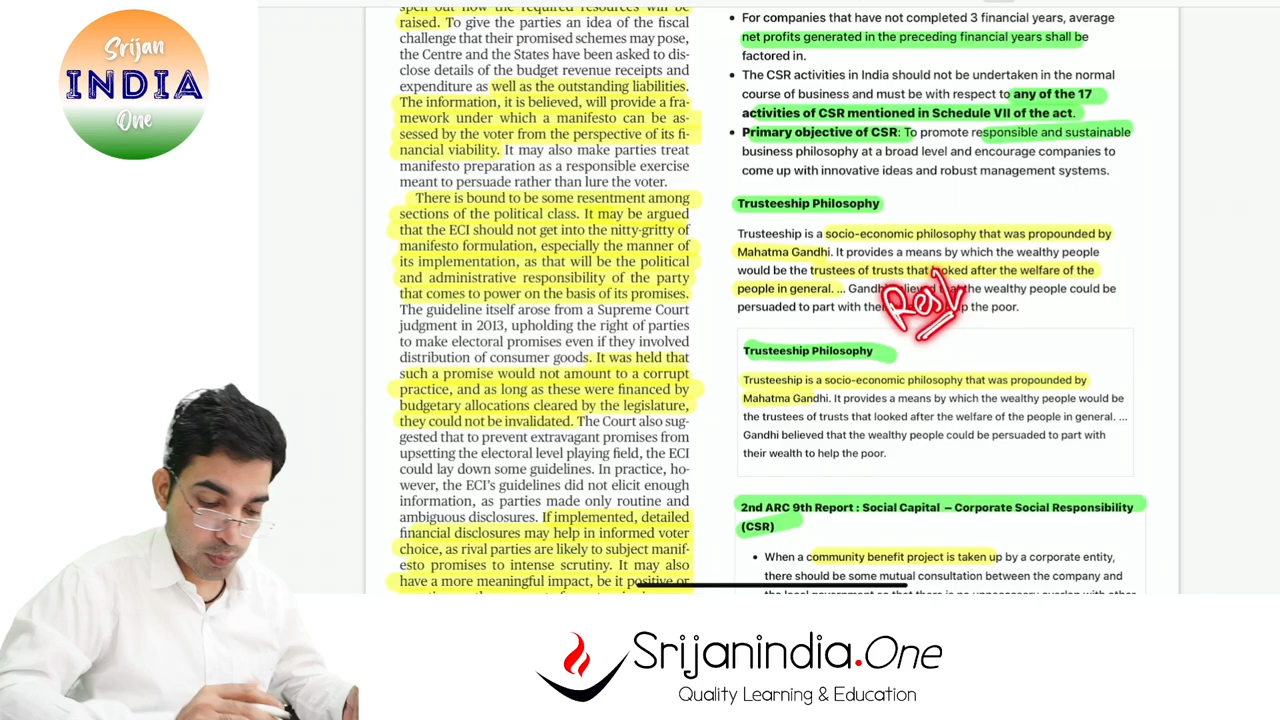 Srijan
INDIA
One
spell out how the required resources will be
raised. To give the parties an idea of the fiscal
challenge that their promised schemes may pose,
the Centre and the States have been asked to dis-
close details of the budget revenue receipts and
expenditure as well as the outstanding liabilities.
The information, it is believed, will provide a fra-
mework under which a manifesto can be as-
sessed by the voter from the perspective of its fi-
nancial viability. It may also make parties treat
manifesto preparation as a responsible exercise
meant to persuade rather than lure the voter.
There is bound to be some resentment among
sections of the political class. It may be argued
that the ECI should not get into the nitty-gritty of
manifesto formulation, especially the manner of
its implementation, as that will be the political
and administrative responsibility of the party
that comes to power on the basis of its promises.
The guideline itself arose from a Supreme Court
judgment in 2013, upholding the right of parties
to make electoral promises even if they involved
distribution of consumer goods. It was held that
such a promise would not amount to a corrupt
practice, and as long as these were financed by
budgetary allocations cleared by the legislature,
they could not be invalidated. The Court also sug-
gested that to prevent extravagant promises from
upsetting the electoral level playing field, the ECI
could lay down some guidelines. In practice, ho-
wever, the ECI's guidelines did not elicit enough
information, as parties made only routine and
ambiguous disclosures. If implemented, detailed
financial disclosures may help in informed voter
choice, as rival parties are likely to subject manif-
esto promises to intense scrutiny. It may also
have a more meaningful impact, be it positive or
• For companies that have not completed 3 financial years, average
net profits generated in the preceding financial years shall be
factored in.
• The CSR activities in India should not be undertaken in the normal
course of business and must be with respect to any of the 17
activities of CSR mentioned in Schedule VII of the act.
• Primary objective of CSR: To promote responsible and sustainable
business philosophy at a broad level and encourage companies to
come up with innovative ideas and robust management systems.
Trusteeship Philosophy
Trusteeship is a socio-economic philosophy that was propounded by
Mahatma Gandhi. It provides a means by which the wealthy people
would be the trustees of trusts that looked after the welfare of the
people in general. ... Gandhi believed that the wealthy people could be
persuaded to part with their help the poor.
Trusteeship Philosophy
Trusteeship is a socio-economic philosophy that was propounded by
Mahatma Gandhi. It provides a means by which the wealthy people would be
the trustees of trusts that looked after the welfare of the people in general. ...
Gandhi believed that the wealthy people could be persuaded to part with
their wealth to help the poor.
2nd ARC 9th Report : Social Capital – Corporate Social Responsibility
(CSR)
• When a community benefit project is taken up by a corporate entity,
there should be some mutual consultation between the company and
Srijanindia.One
Quality Learning & Education